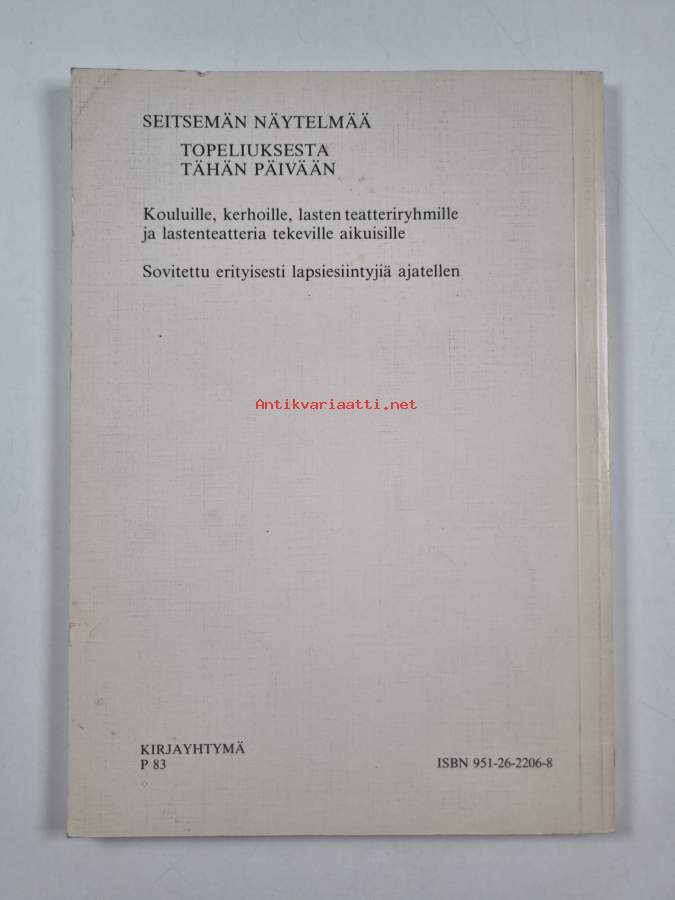 SEITSEMÄN NÄYTELMÄÄ
TOPELIUKSESTA
TÄHÄN PÄIVÄÄN
Kouluille, kerhoille, lasten teatteriryhmille
ja lastenteatteria tekeville aikuisille
Sovitettu erityisesti lapsiesiintyjiä ajatellen
Antikvariaatti.net
KIRJAYHTYMÄ
P 83
ISBN 951-26-2206-8